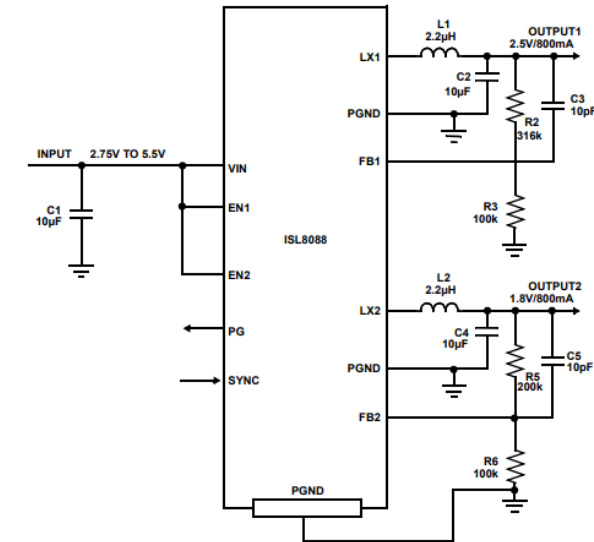 L1
2.2µH
OUTPUT1
2.5V/800mA
LX1
C2
10µF
C3
10pF
R2
316k
PGND
INPUT
2.75V TO 5.5V
FB1
VIN
C1
10µF
EN1
R3
100k
ISL8088
EN2
L2
2.2µH
OUTPUT2
1.8V/800mA
LX2
PG
C4
10µF
C5
10pF
PGND
R5
200k
SYNC
FB2
R6
100k
PGND